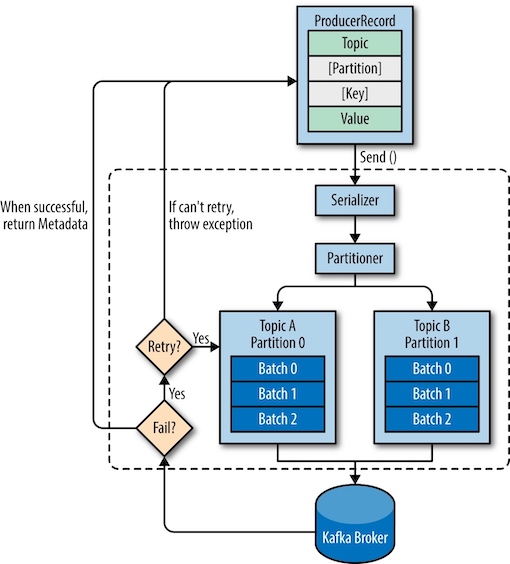 ProducerRecord
Topic
[Partition]
[Key]
Value
Send ()
When successful,
return Metadata
If can't retry,
throw exception
Serializer
Partitioner
Topic A
Partition 0
Batch 0
Batch 1
Batch 2
Topic B
Partition 1
Batch 0
Batch 1
Batch 2
Retry?
Yes
Yes
Fail?
Kafka Broker